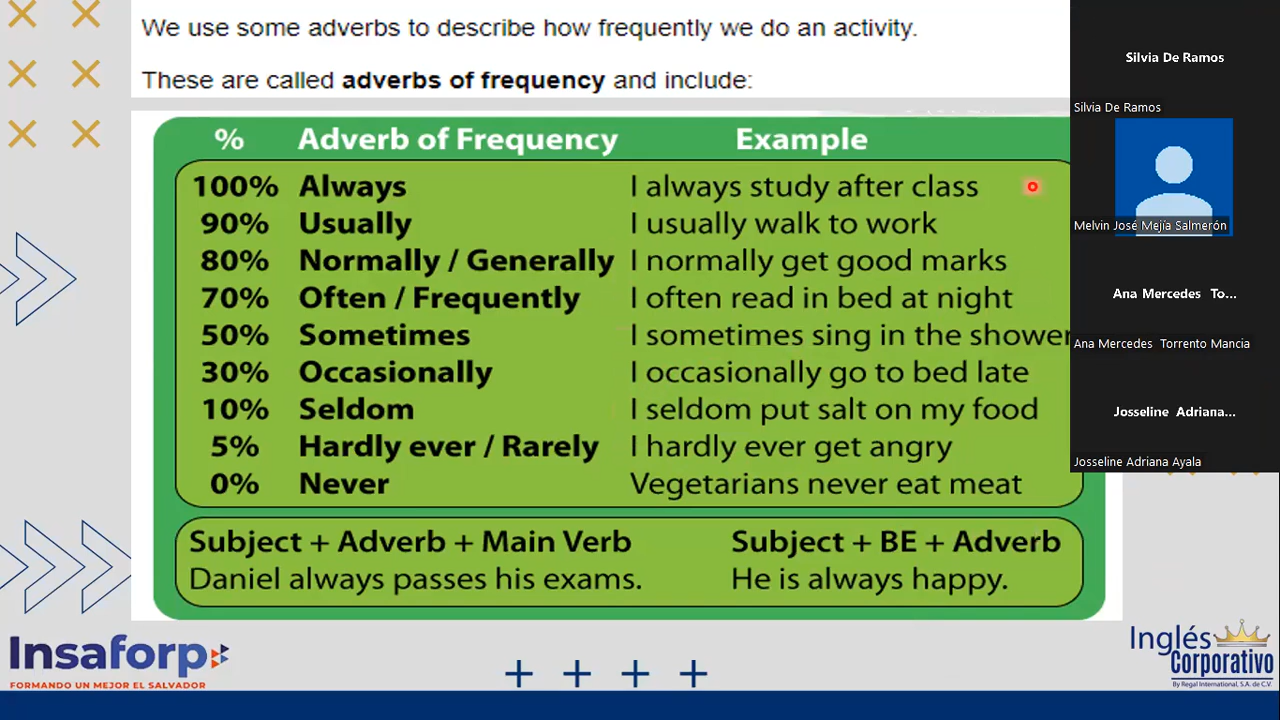 We use some adverbs to describe how frequently we do an activity.
These are called adverbs of frequency and include:
% Adverb of Frequency Example
100% Always I always study after class
90% Usually I usually walk to work
80% Normally / Generally I normally get good marks
70% Often / Frequently I often read in bed at night
50% Sometimes I sometimes sing in the shower
30% Occasionally I occasionally go to bed late
10% Seldom I seldom put salt on my food
5% Hardly ever / Rarely I hardly ever get angry
0% Never Vegetarians never eat meat
Subject + Adverb + Main Verb Subject + BE + Adverb
Daniel always passes his exams. He is always happy.
Silvia De Ramos
Silvia De Ramos
Melvin José Mejía Salmerón
Ana Mercedes To...
Ana Mercedes Torrento Mancia
Josseline Adriana...
Josseline Adriana Ayala
Insaforp
FORMANDO UN MEJOR EL SALVADOR
Inglés
Corporativo
By Regal International, S.A. de C.V.